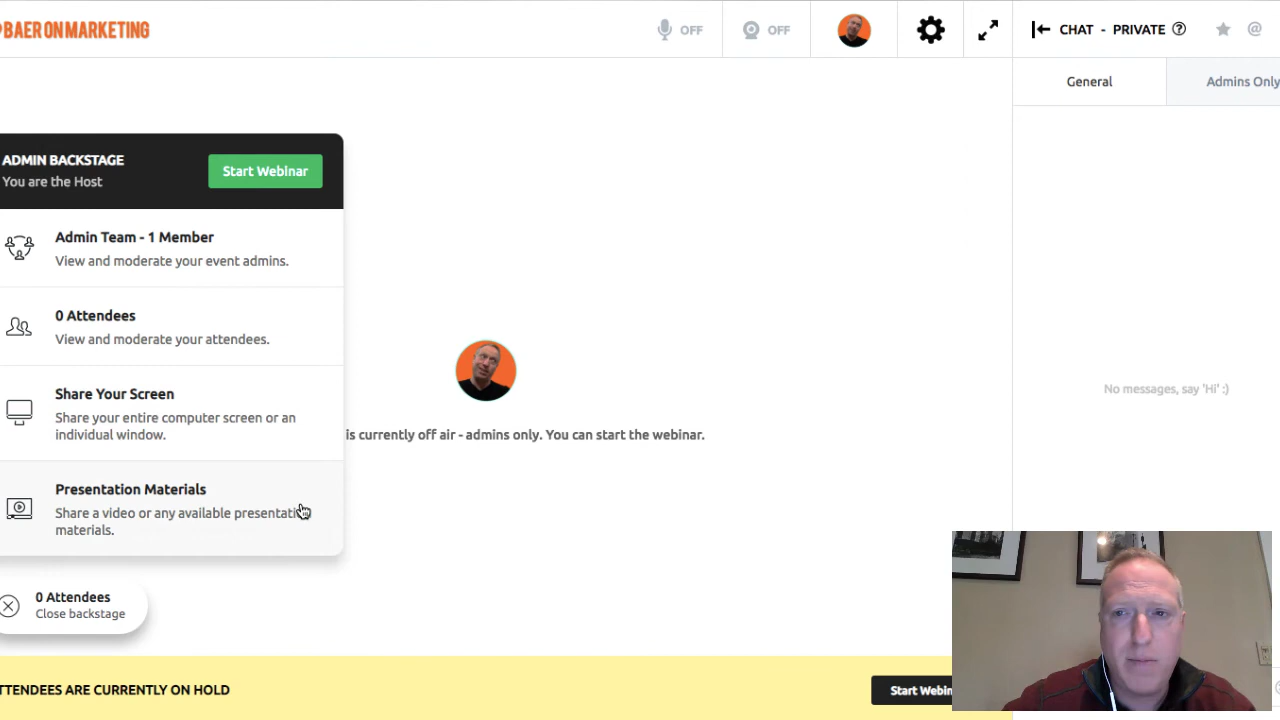 BAER ON MARKETING
OFF
OFF
CHAT - PRIVATE ?
@
General
Admins Only
ADMIN BACKSTAGE
You are the Host
Start Webinar
Admin Team - 1 Member
View and moderate your event admins.
0 Attendees
View and moderate your attendees.
Share Your Screen
Share your entire computer screen or an
individual window.
Presentation Materials
Share a video or any available presentati
materials.
is currently off air - admins only. You can start the webinar.
No messages, say 'Hi' :)
0 Attendees
Close backstage
TTENDEES ARE CURRENTLY ON HOLD
Start Webin